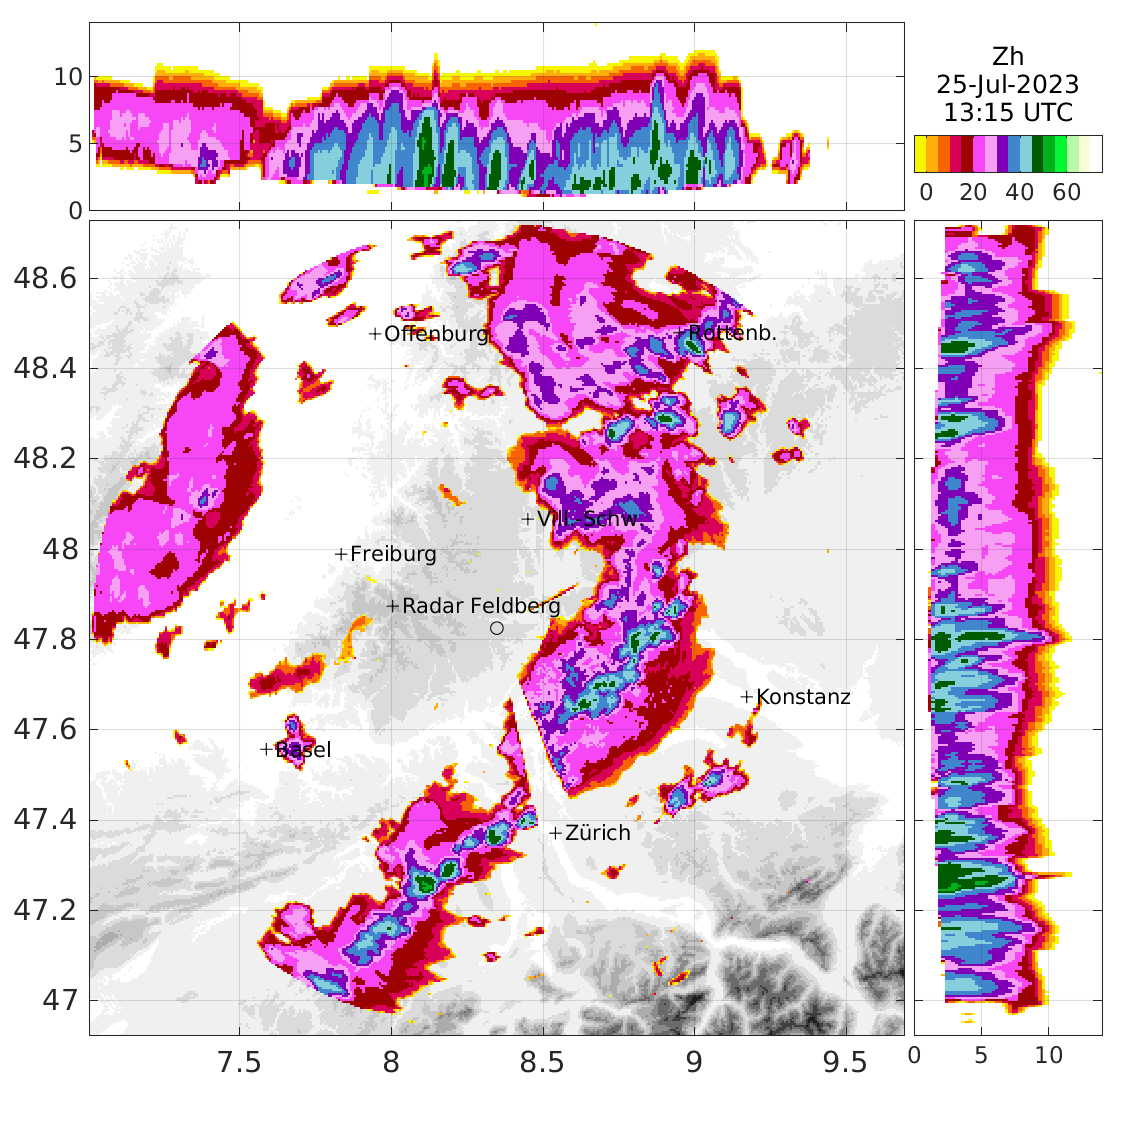 Zh
25-Jul-2023
13:15 UTC
0 20 40 60
10
5
0
48.6
48.4
48.2
48
47.8
47.6
47.4
47.2
47
+Offenburg
+Rottenb.
+Vill.-Schw.
+Freiburg
+Radar Feldberg
+Konstanz
+Basel
+Zürich
7.5 8 8.5 9 9.5
0 5 10